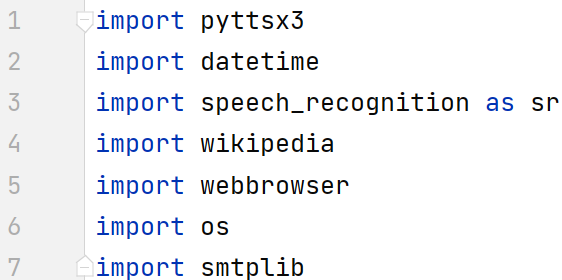 1 import pyttsx3
2 import datetime
3 import speech_recognition as sr
4 import wikipedia
5 import webbrowser
6 import os
7 import smtplib